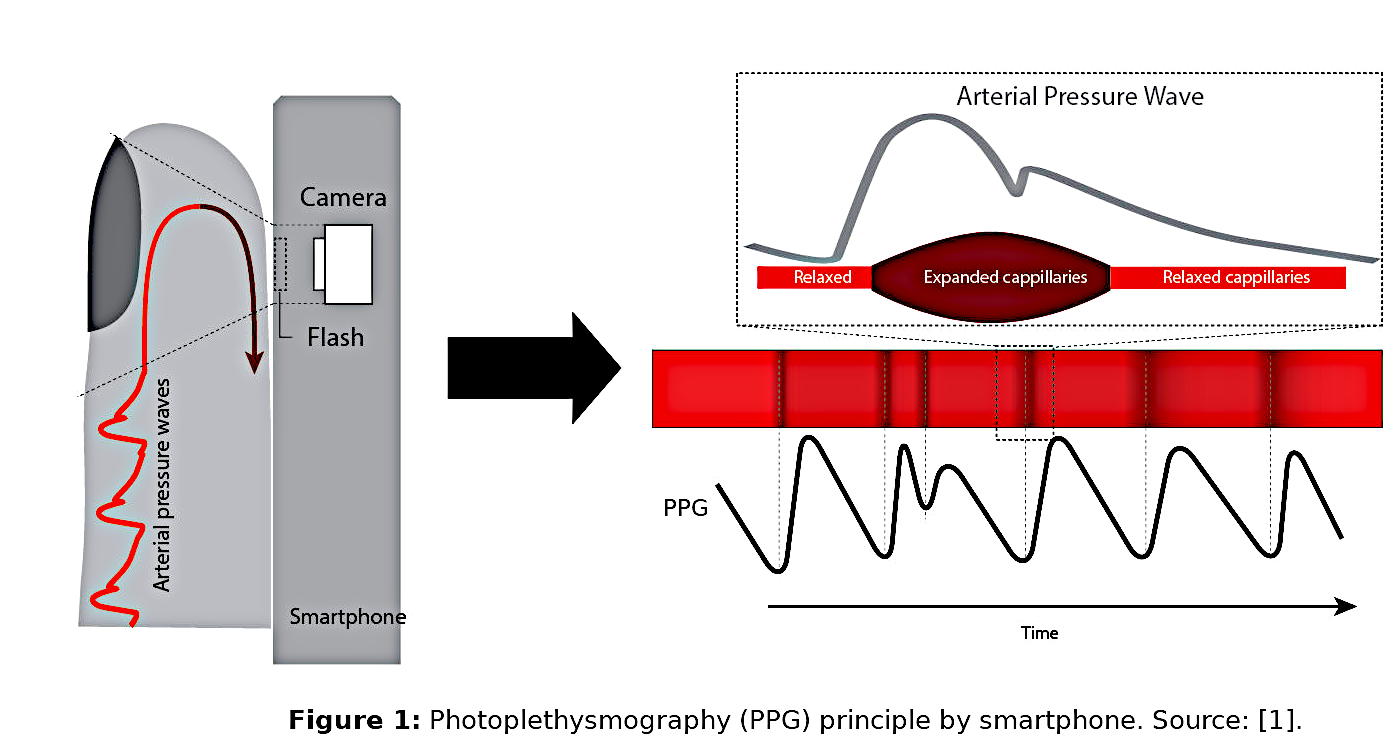 Camera
Flash
Arterial pressure waves
Smartphone
Arterial Pressure Wave
Relaxed
Expanded cappillaries
Relaxed cappillaries
PPG
Time
Figure 1: Photoplethysmography (PPG) principle by smartphone. Source: [1].